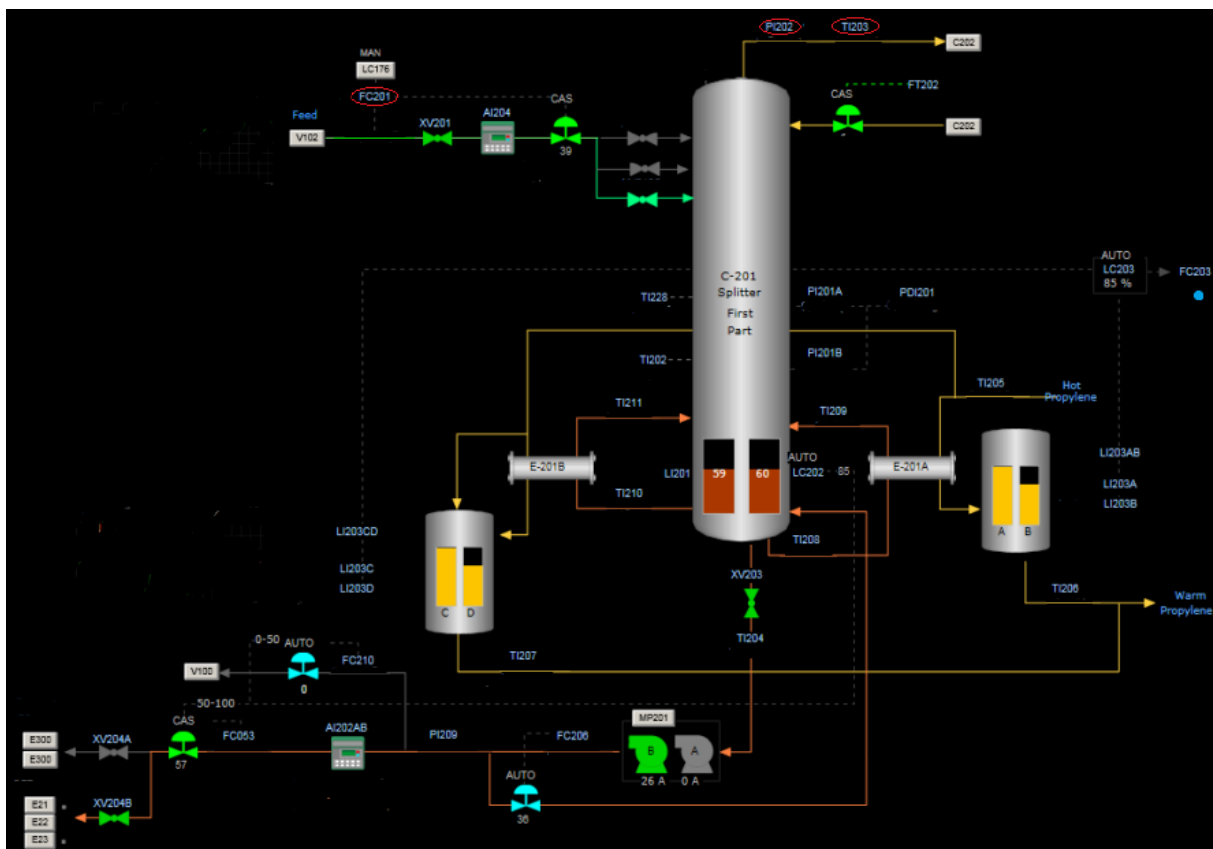 PI202
TI203
C202
MAN
LC176
FC201
CAS
Feed
XV201
AI204
V102
39
FT202
CAS
C202
-
AUTO
LC203
85 %
FC203
C-201
Splitter
First
Part
TI228
PI201A
PDI201
TI202
PI201B
TI205
Hot
Propylene
TI211
TI209
E-201B
LI201
59
60
AUTO
LC202
85
E-201A
LI203AB
LI203A
LI203B
A
B
TI210
TI208
LI203CD
LI203C
LI203D
C
D
XV203
TI204
TI206
Warm
Propylene
0-50
AUTO
FC210
V100
0
TI207
50-100
CAS
FC053
AI202AB
PI209
FC206
MP201
B
A
26 A
0 A
E300
E300
XV204A
57
AUTO
36
E21
E22
E23
XV204B